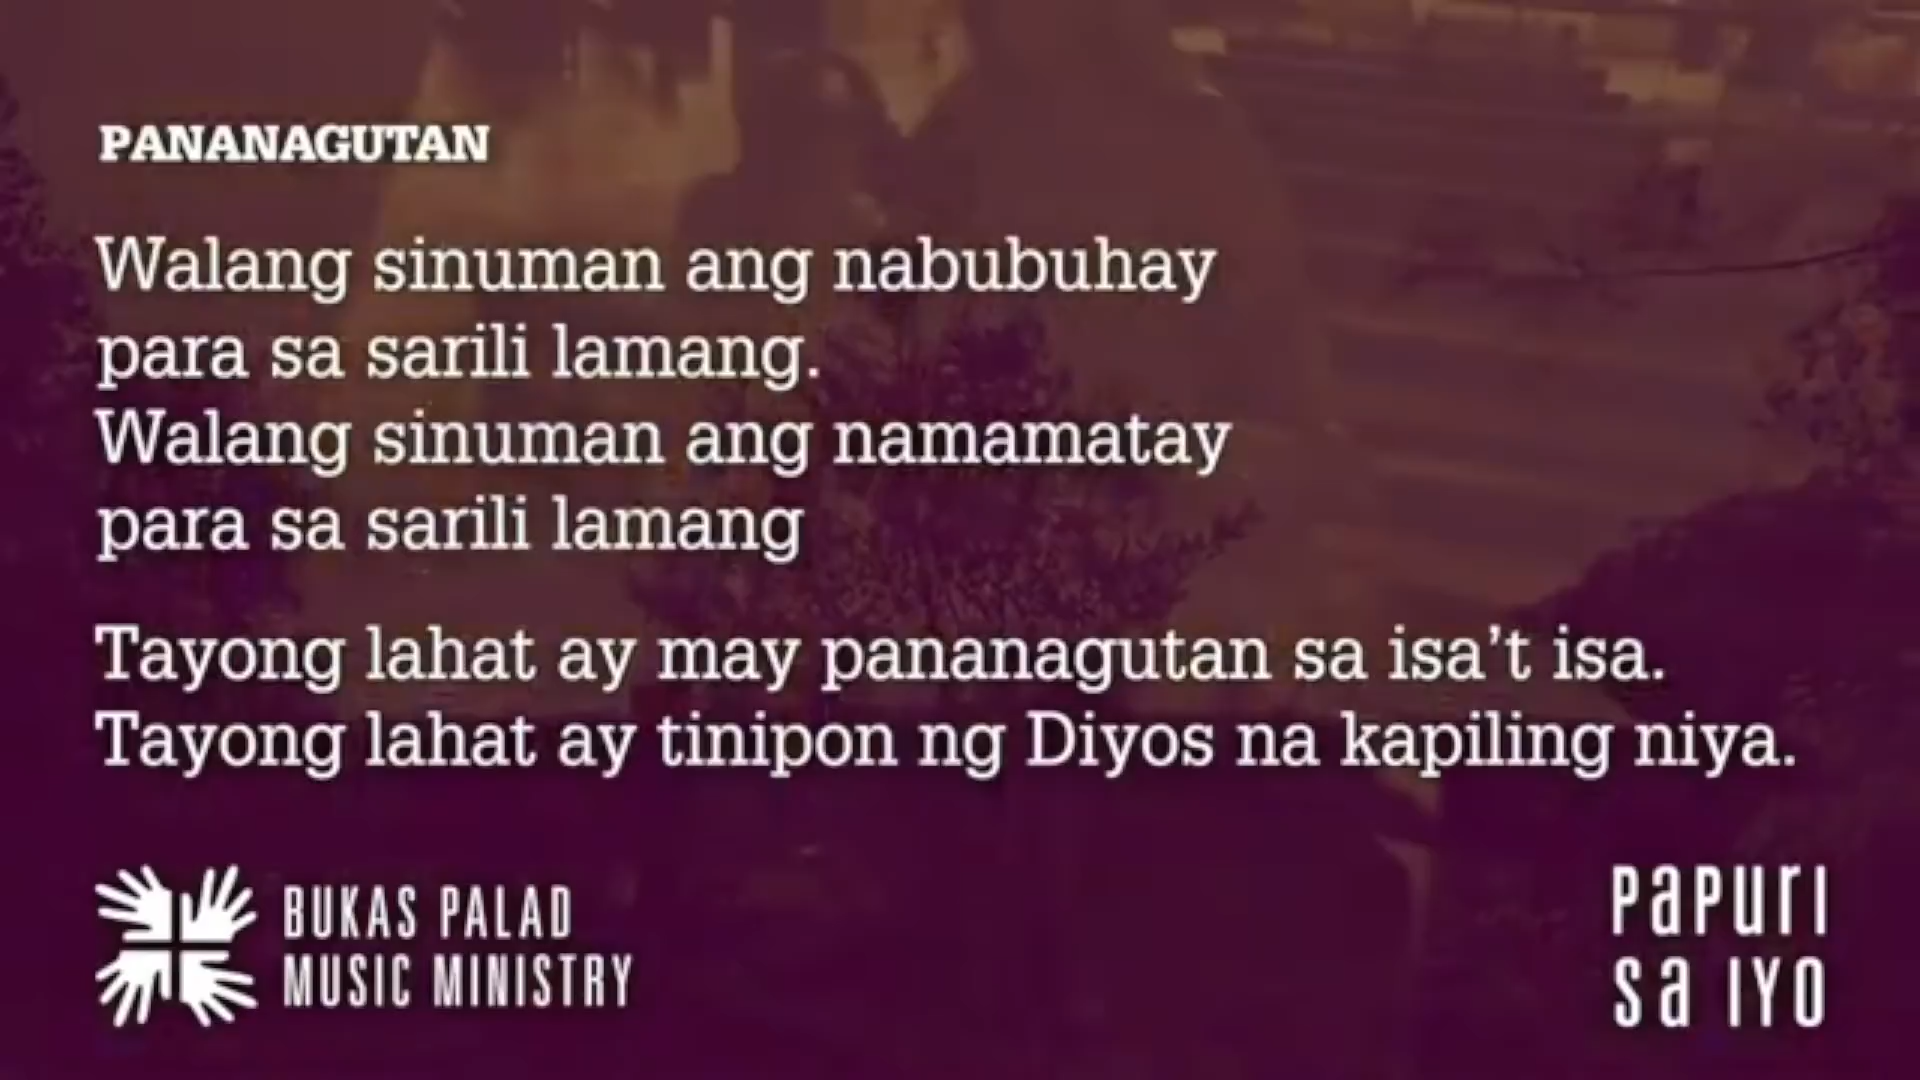 PANANAGUTAN
Walang sinuman ang nabubuhay
para sa sarili lamang.
Walang sinuman ang namamatay
para sa sarili lamang
Tayong lahat ay may pananagutan sa isa’t isa.
Tayong lahat ay tinipon ng Diyos na kapiling niya.
BUKAS PALAD
MUSIC MINISTRY
Papuri
sa IYO